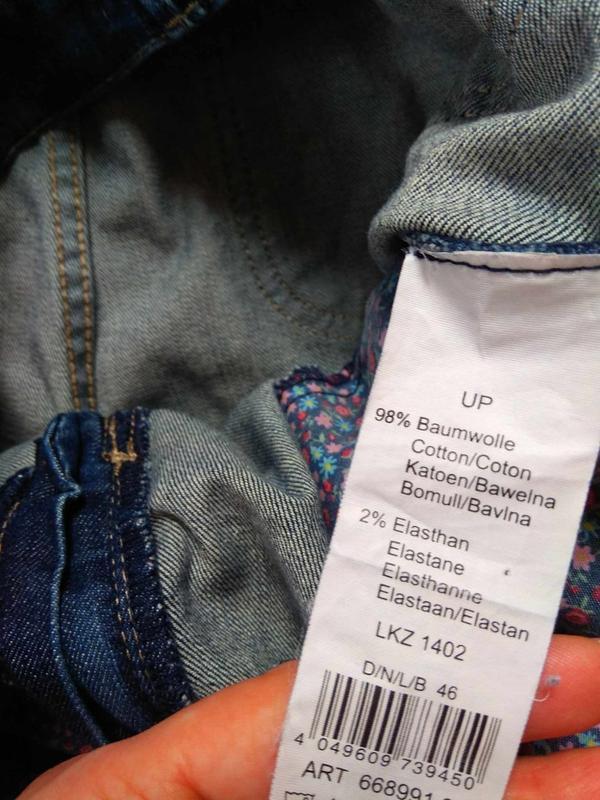 UP
98% Baumwolle
Cotton/Coton
Katoen/Bawełna
Bomull/Bavlna
2% Elasthan
Elastane
Elasthanne
Elastaan/Elastan
LKZ 1402
D/N/L/B 46
4 049609 739450
ART 668991